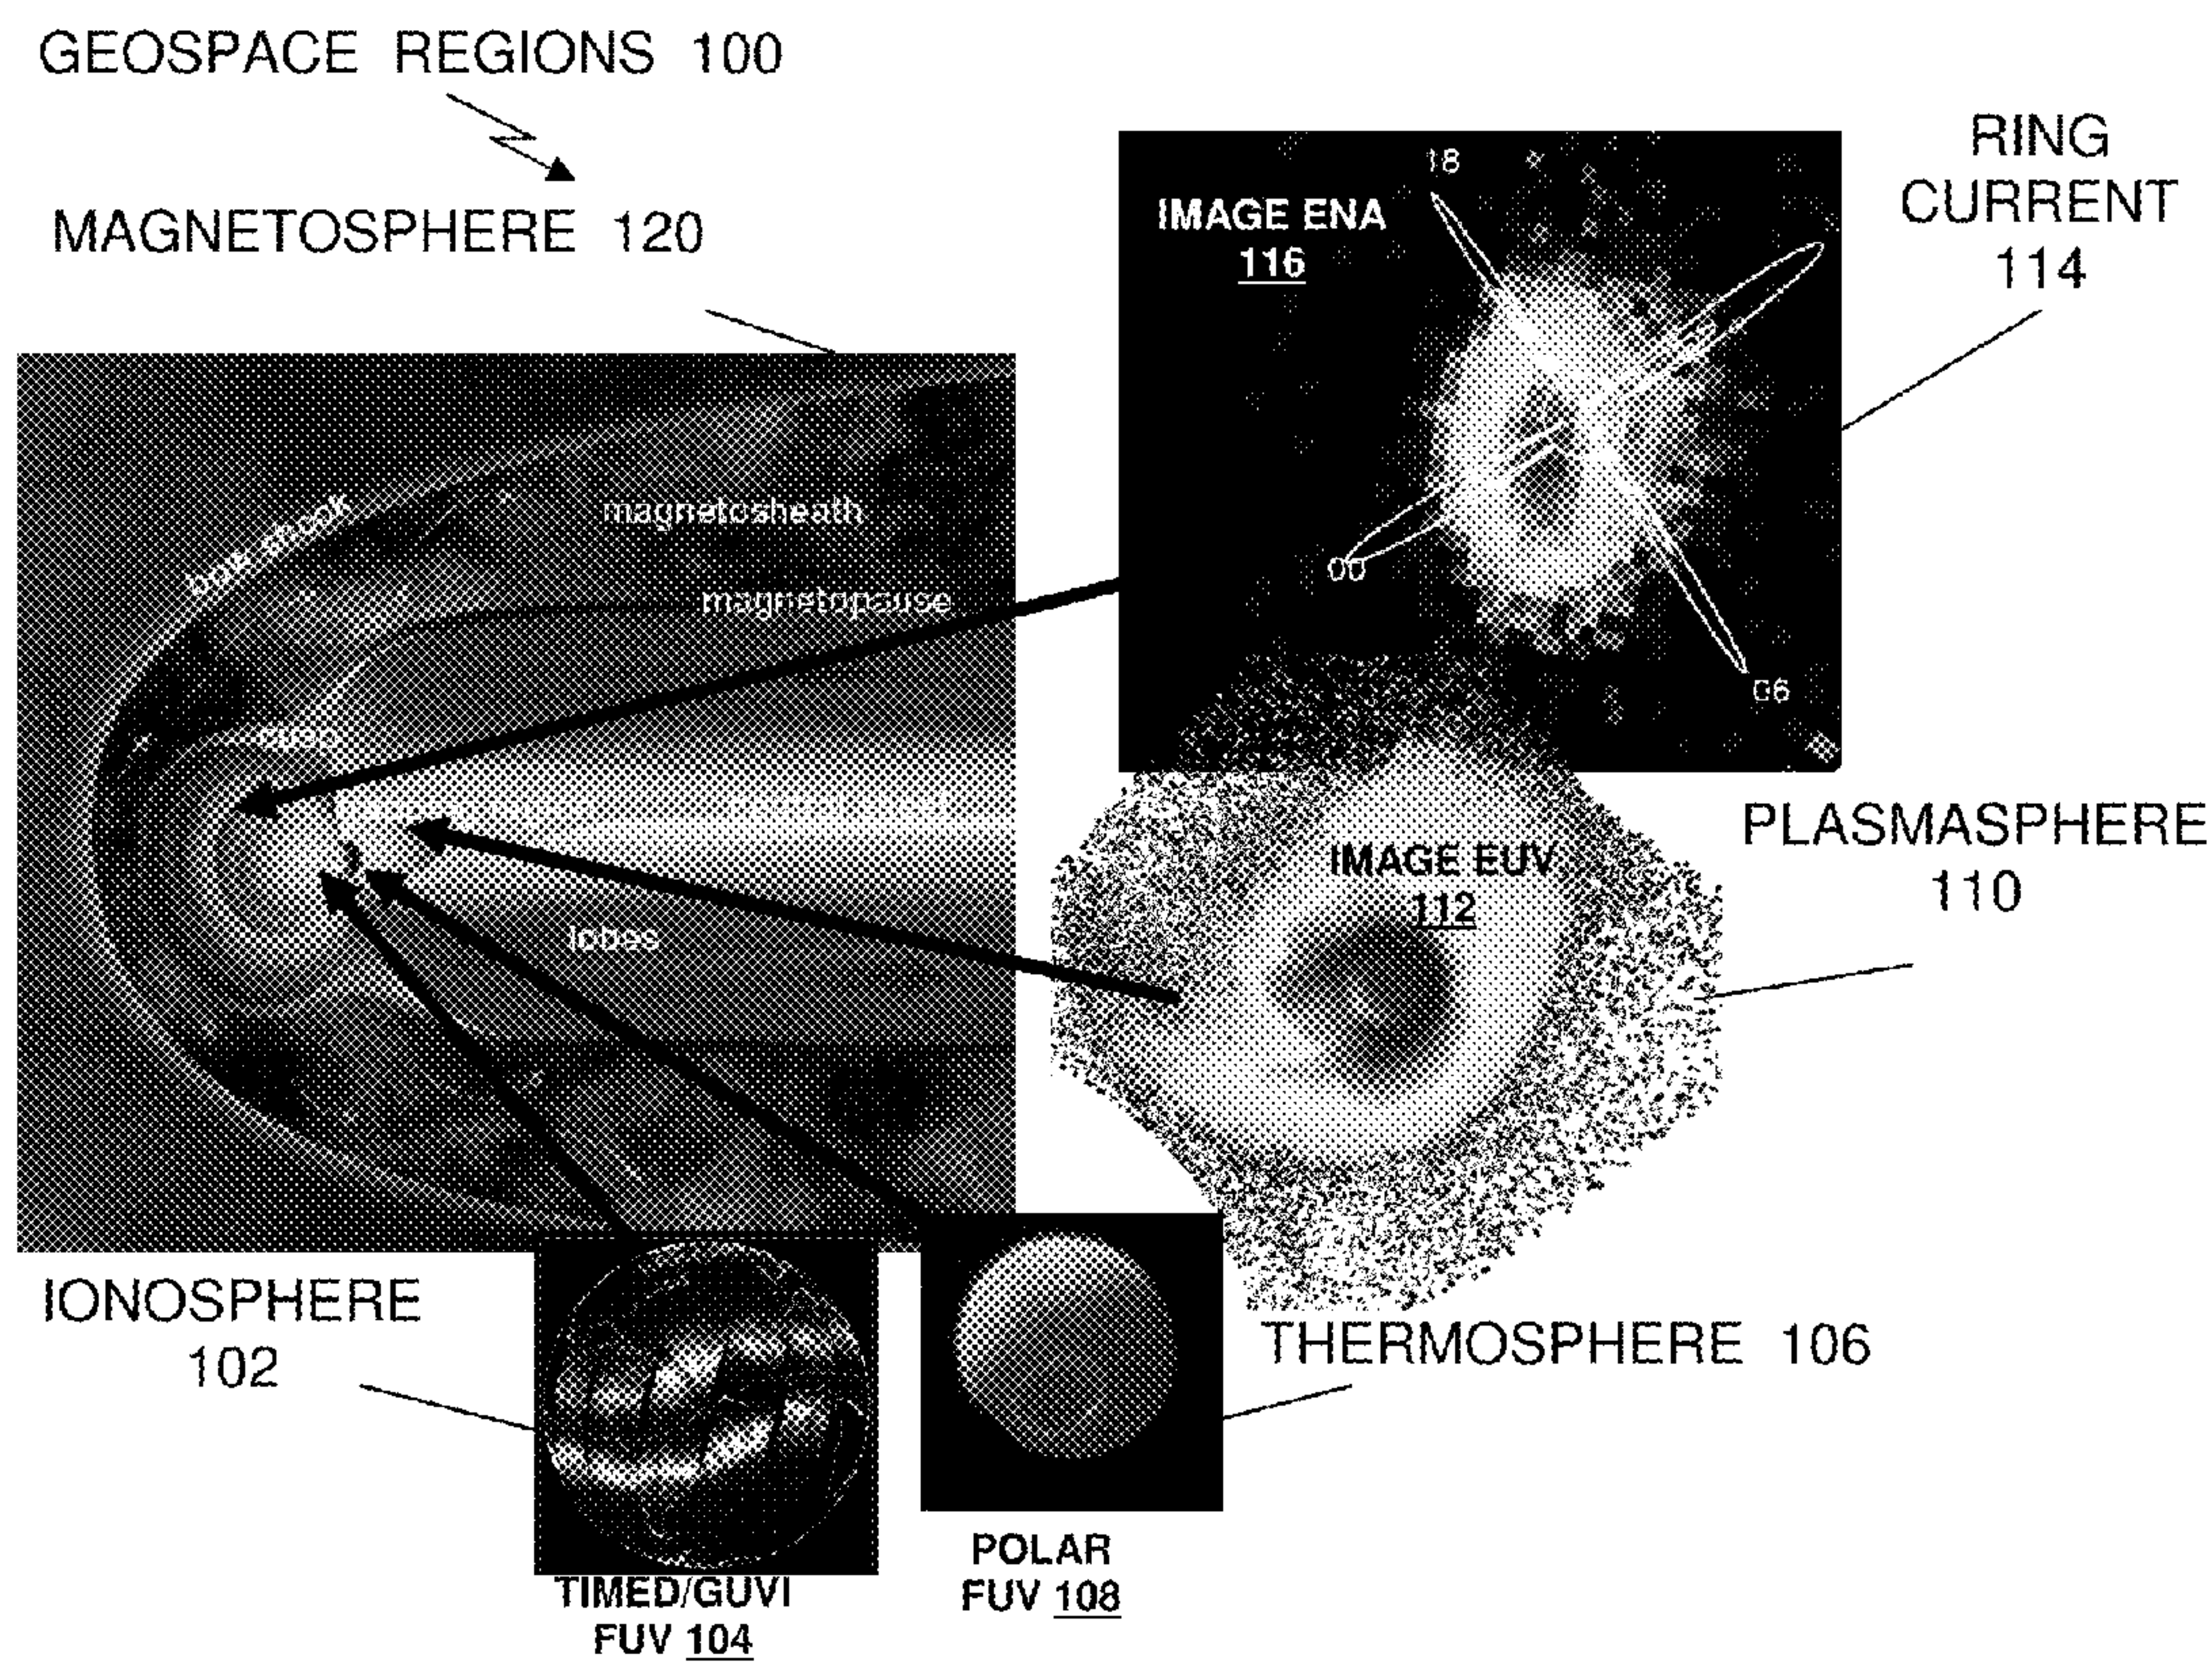 GEOSPACE REGIONS 100
MAGNETOSPHERE 120
RING
CURRENT
114
18
IMAGE ENA
116
00
06
bow shock
magnetosheath
magnetopause
lobes
PLASMASPHERE
110
IMAGE EUV
112
IONOSPHERE
102
THERMOSPHERE 106
TIMED/GUVI
FUV 104
POLAR
FUV 108